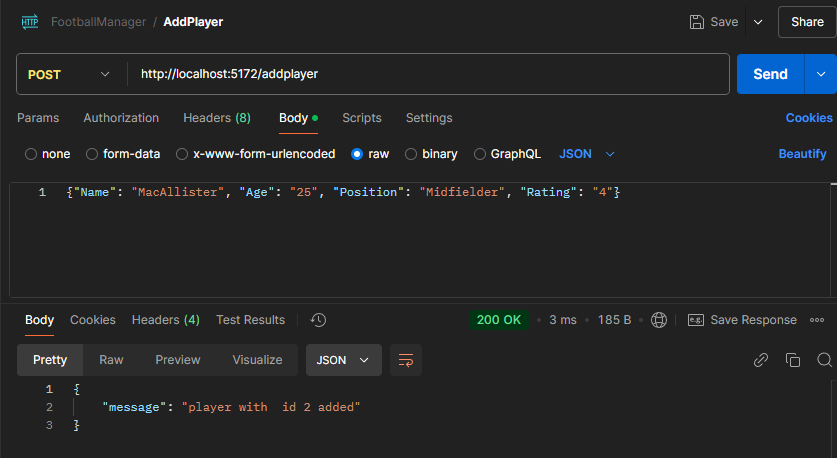 HTTP FootballManager / AddPlayer Save Share
POST http://localhost:5172/addplayer Send
Params Authorization Headers (8) Body Scripts Settings Cookies
none form-data x-www-form-urlencoded raw binary GraphQL JSON Beautify
1 {"Name": "MacAllister", "Age": "25", "Position": "Midfielder", "Rating": "4"}
Body Cookies Headers (4) Test Results 200 OK • 3 ms • 185 B e.g. Save Response
Pretty Raw Preview Visualize JSON
1 {
2 "message": "player with  id 2 added"
3 }